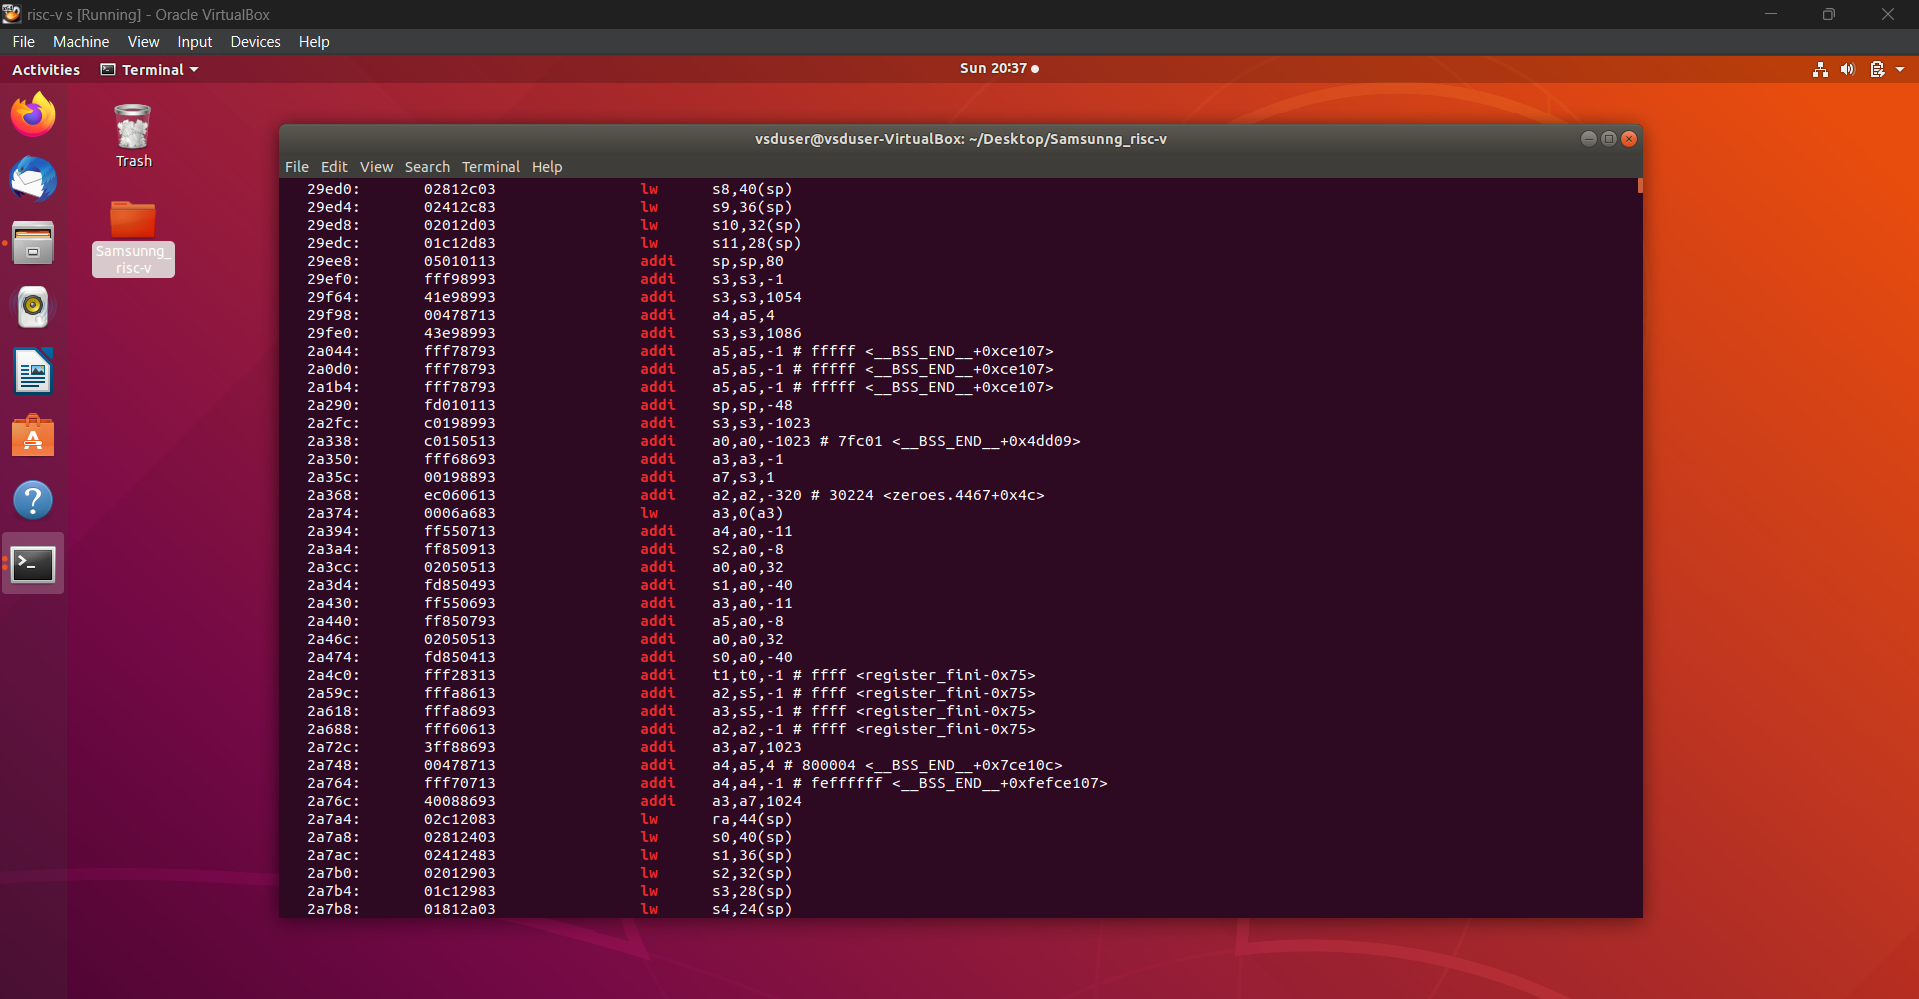 risc-v s [Running] - Oracle VirtualBox
File Machine View Input Devices Help
Activities Terminal Sun 20:37
Trash
Samsunng_
risc-v
vsduser@vsduser-VirtualBox: ~/Desktop/Samsunng_risc-v
File Edit View Search Terminal Help
29ed0: 02812c03 lw s8,40(sp)
29ed4: 02412c83 lw s9,36(sp)
29ed8: 02012d03 lw s10,32(sp)
29edc: 01c12d83 lw s11,28(sp)
29ee8: 05010113 addi sp,sp,80
29ef0: fff98993 addi s3,s3,-1
29f64: 41e98993 addi s3,s3,1054
29f98: 00478713 addi a4,a5,4
29fe0: 43e98993 addi s3,s3,1086
2a044: fff78793 addi a5,a5,-1 # fffff <__BSS_END__+0xce107>
2a0d0: fff78793 addi a5,a5,-1 # fffff <__BSS_END__+0xce107>
2a1b4: fff78793 addi a5,a5,-1 # fffff <__BSS_END__+0xce107>
2a290: fd010113 addi sp,sp,-48
2a2fc: c0198993 addi s3,s3,-1023
2a338: c0150513 addi a0,a0,-1023 # 7fc01 <__BSS_END__+0x4dd09>
2a350: fff68693 addi a3,a3,-1
2a35c: 00198893 addi a7,s3,1
2a368: ec060613 addi a2,a2,-320 # 30224 <zeroes.4467+0x4c>
2a374: 0006a683 lw a3,0(a3)
2a394: ff550713 addi a4,a0,-11
2a3a4: ff850913 addi s2,a0,-8
2a3cc: 02050513 addi a0,a0,32
2a3d4: fd850493 addi s1,a0,-40
2a430: ff550693 addi a3,a0,-11
2a440: ff850793 addi a5,a0,-8
2a46c: 02050513 addi a0,a0,32
2a474: fd850413 addi s0,a0,-40
2a4c0: fff28313 addi t1,t0,-1 # ffff <register_fini-0x75>
2a59c: fffa8613 addi a2,s5,-1 # ffff <register_fini-0x75>
2a618: fffa8693 addi a3,s5,-1 # ffff <register_fini-0x75>
2a688: fff60613 addi a2,a2,-1 # ffff <register_fini-0x75>
2a72c: 3ff88693 addi a3,a7,1023
2a748: 00478713 addi a4,a5,4 # 800004 <__BSS_END__+0x7ce10c>
2a764: fff70713 addi a4,a4,-1 # feffffff <__BSS_END__+0xfefce107>
2a76c: 40088693 addi a3,a7,1024
2a7a4: 02c12083 lw ra,44(sp)
2a7a8: 02812403 lw s0,40(sp)
2a7ac: 02412483 lw s1,36(sp)
2a7b0: 02012903 lw s2,32(sp)
2a7b4: 01c12983 lw s3,28(sp)
2a7b8: 01812a03 lw s4,24(sp)